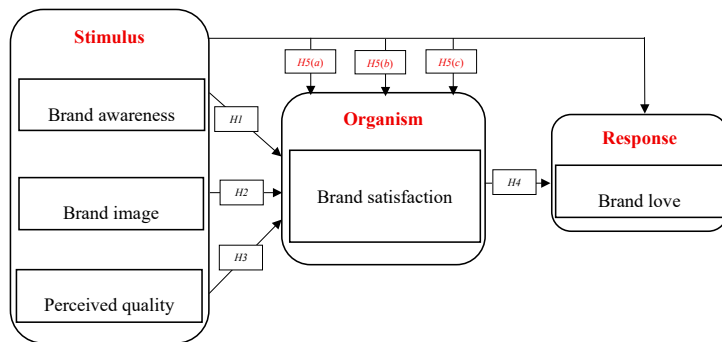 Stimulus
H5(a)
H5(b)
H5(c)
Brand awareness
H1
Organism
Response
Brand image
H2
Brand satisfaction
H4
Brand love
H3
Perceived quality